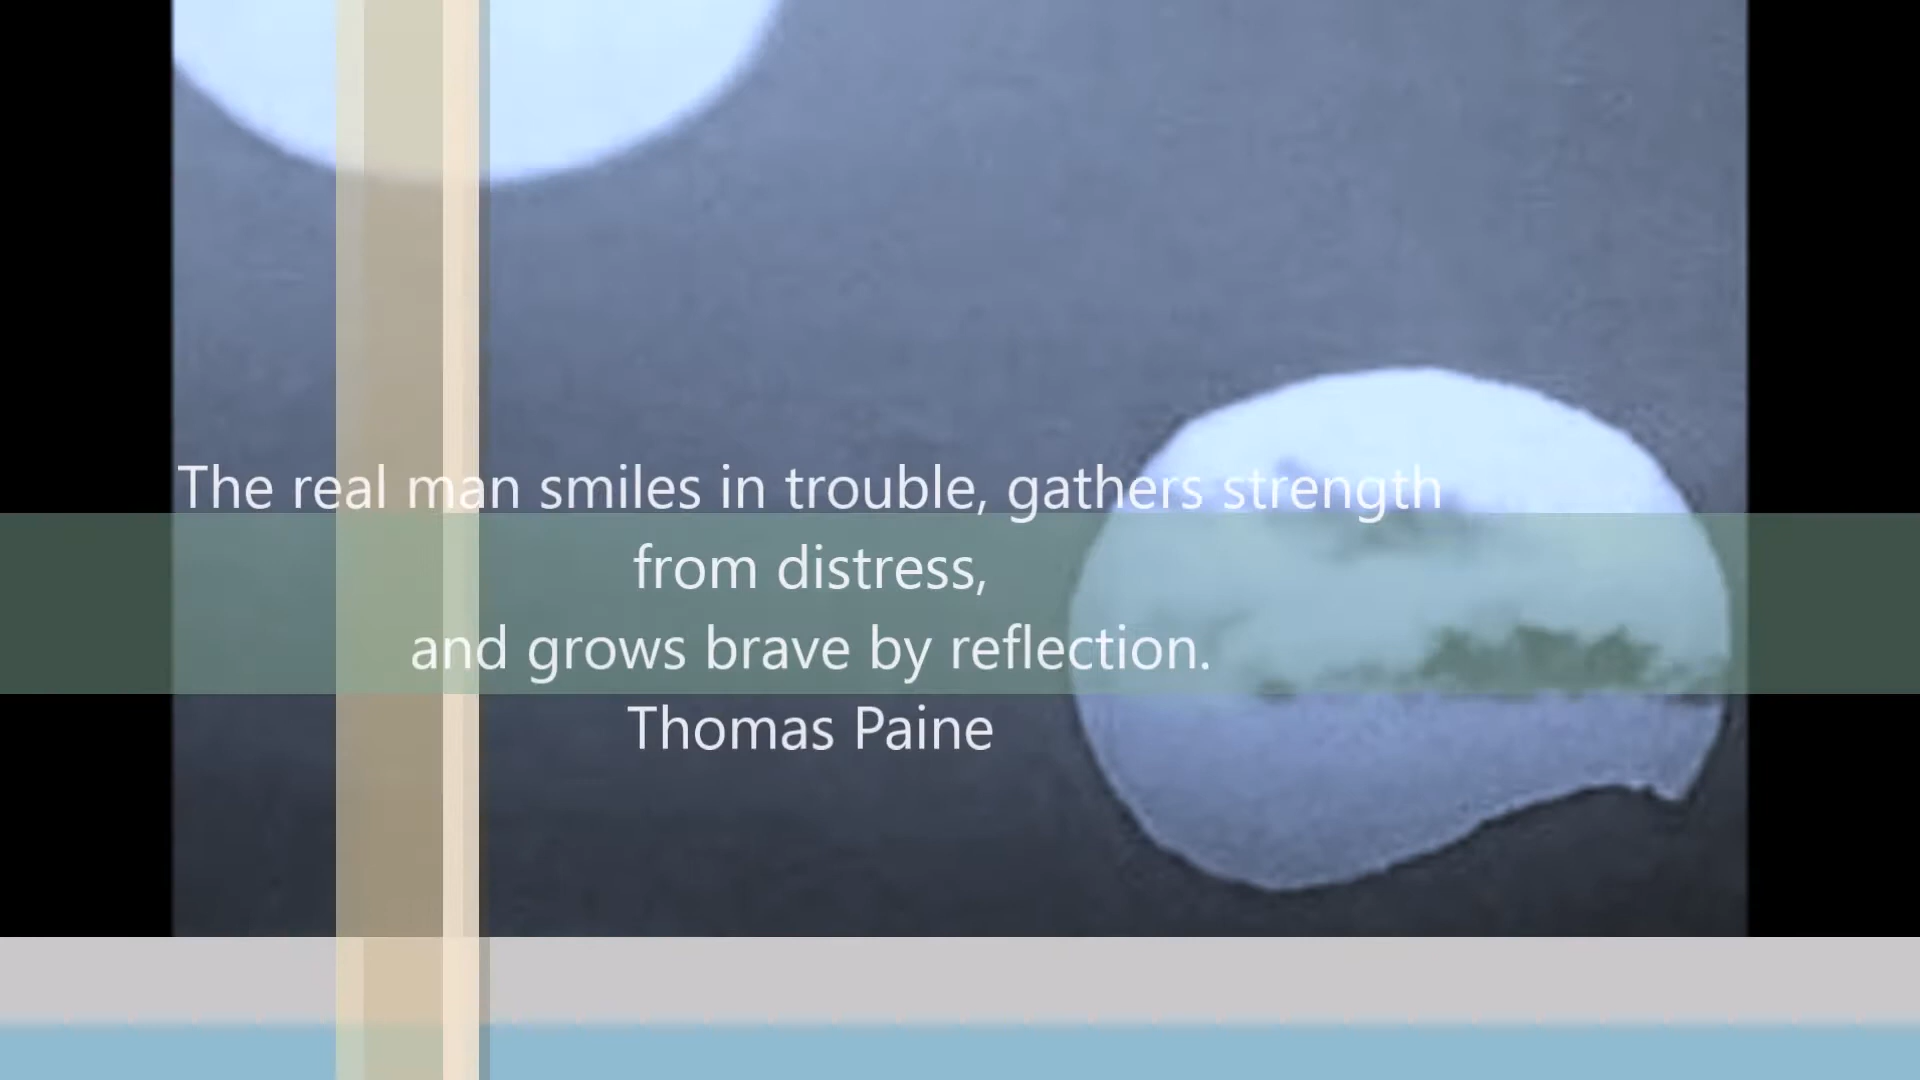 The real man smiles in trouble, gathers strength
from distress,
and grows brave by reflection.
Thomas Paine